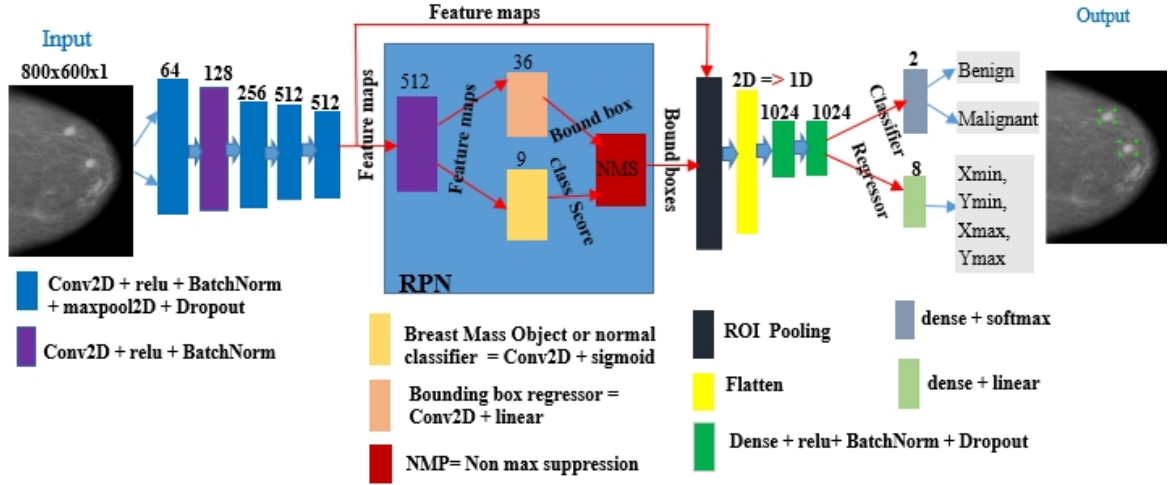 Feature maps
Input
Output
800x600x1
64
128
256
512
512
Feature maps
512
Feature maps
36
Bound box
9
class Score
NMS
RPN
Bound boxes
2D => 1D
1024
1024
Classifier
Regressor
2
8
Benign
Malignant
Xmin,
Ymin,
Xmax,
Ymax
Conv2D + relu + BatchNorm
+ maxpool2D + Dropout
Conv2D + relu + BatchNorm
Breast Mass Object or normal
classifier = Conv2D + sigmoid
Bounding box regressor =
Conv2D + linear
NMP= Non max suppression
ROI Pooling
Flatten
Dense + relu+ BatchNorm + Dropout
dense + softmax
dense + linear